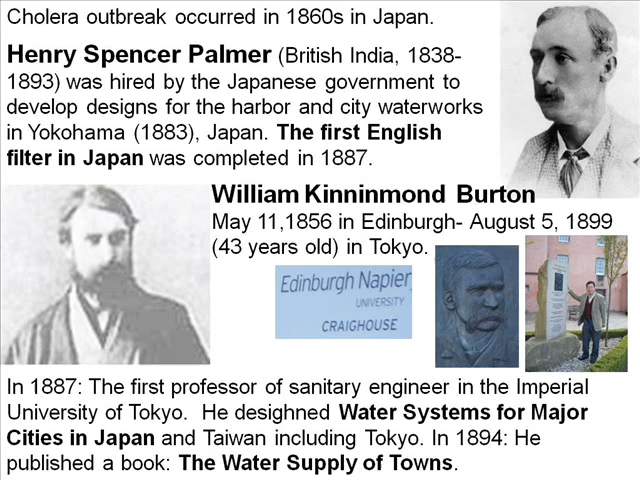 Cholera outbreak occurred in 1860s in Japan.
Henry Spencer Palmer (British India, 1838-
1893) was hired by the Japanese government to
develop designs for the harbor and city waterworks
in Yokohama (1883), Japan. The first English
filter in Japan was completed in 1887.
William Kinninmond Burton
May 11,1856 in Edinburgh- August 5, 1899
(43 years old) in Tokyo.
Edinburgh Napier
UNIVERSITY
CRAIGHOUSE
In 1887: The first professor of sanitary engineer in the Imperial
University of Tokyo.  He desighned Water Systems for Major
Cities in Japan and Taiwan including Tokyo. In 1894: He
published a book: The Water Supply of Towns.